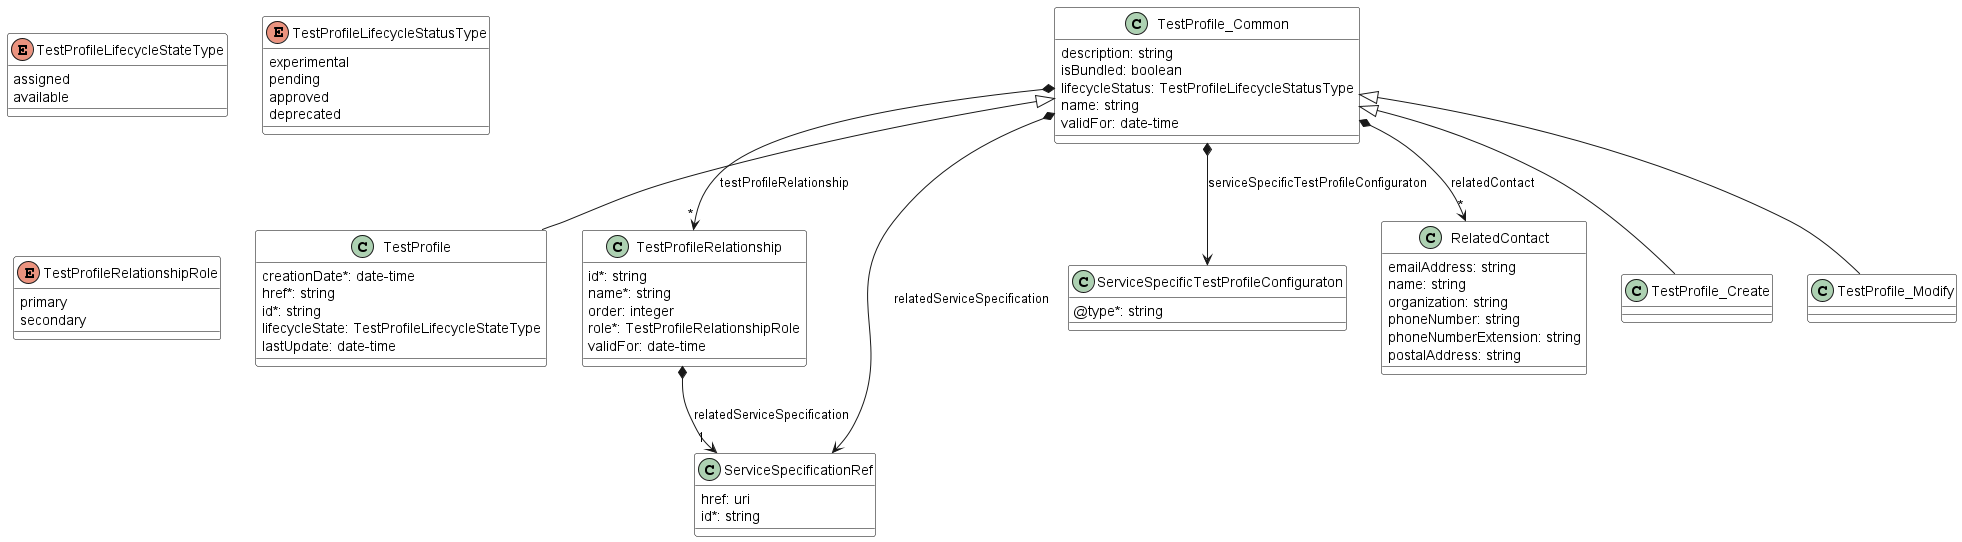 E TestProfileLifecycleStateType
assigned
available
E TestProfileLifecycleStatusType
experimental
pending
approved
deprecated
C TestProfile_Common
description: string
isBundled: boolean
lifecycleStatus: TestProfileLifecycleStatusType
name: string
validFor: date-time
testProfileRelationship
*
serviceSpecificTestProfileConfiguraton
relatedContact
*
relatedServiceSpecification
E TestProfileRelationshipRole
primary
secondary
C TestProfile
creationDate*: date-time
href*: string
id*: string
lifecycleState: TestProfileLifecycleStateType
lastUpdate: date-time
C TestProfileRelationship
id*: string
name*: string
order: integer
role*: TestProfileRelationshipRole
validFor: date-time
C ServiceSpecificTestProfileConfiguraton
@type*: string
C RelatedContact
emailAddress: string
name: string
organization: string
phoneNumber: string
phoneNumberExtension: string
postalAddress: string
C TestProfile_Create
C TestProfile_Modify
relatedServiceSpecification
1
C ServiceSpecificationRef
href: uri
id*: string